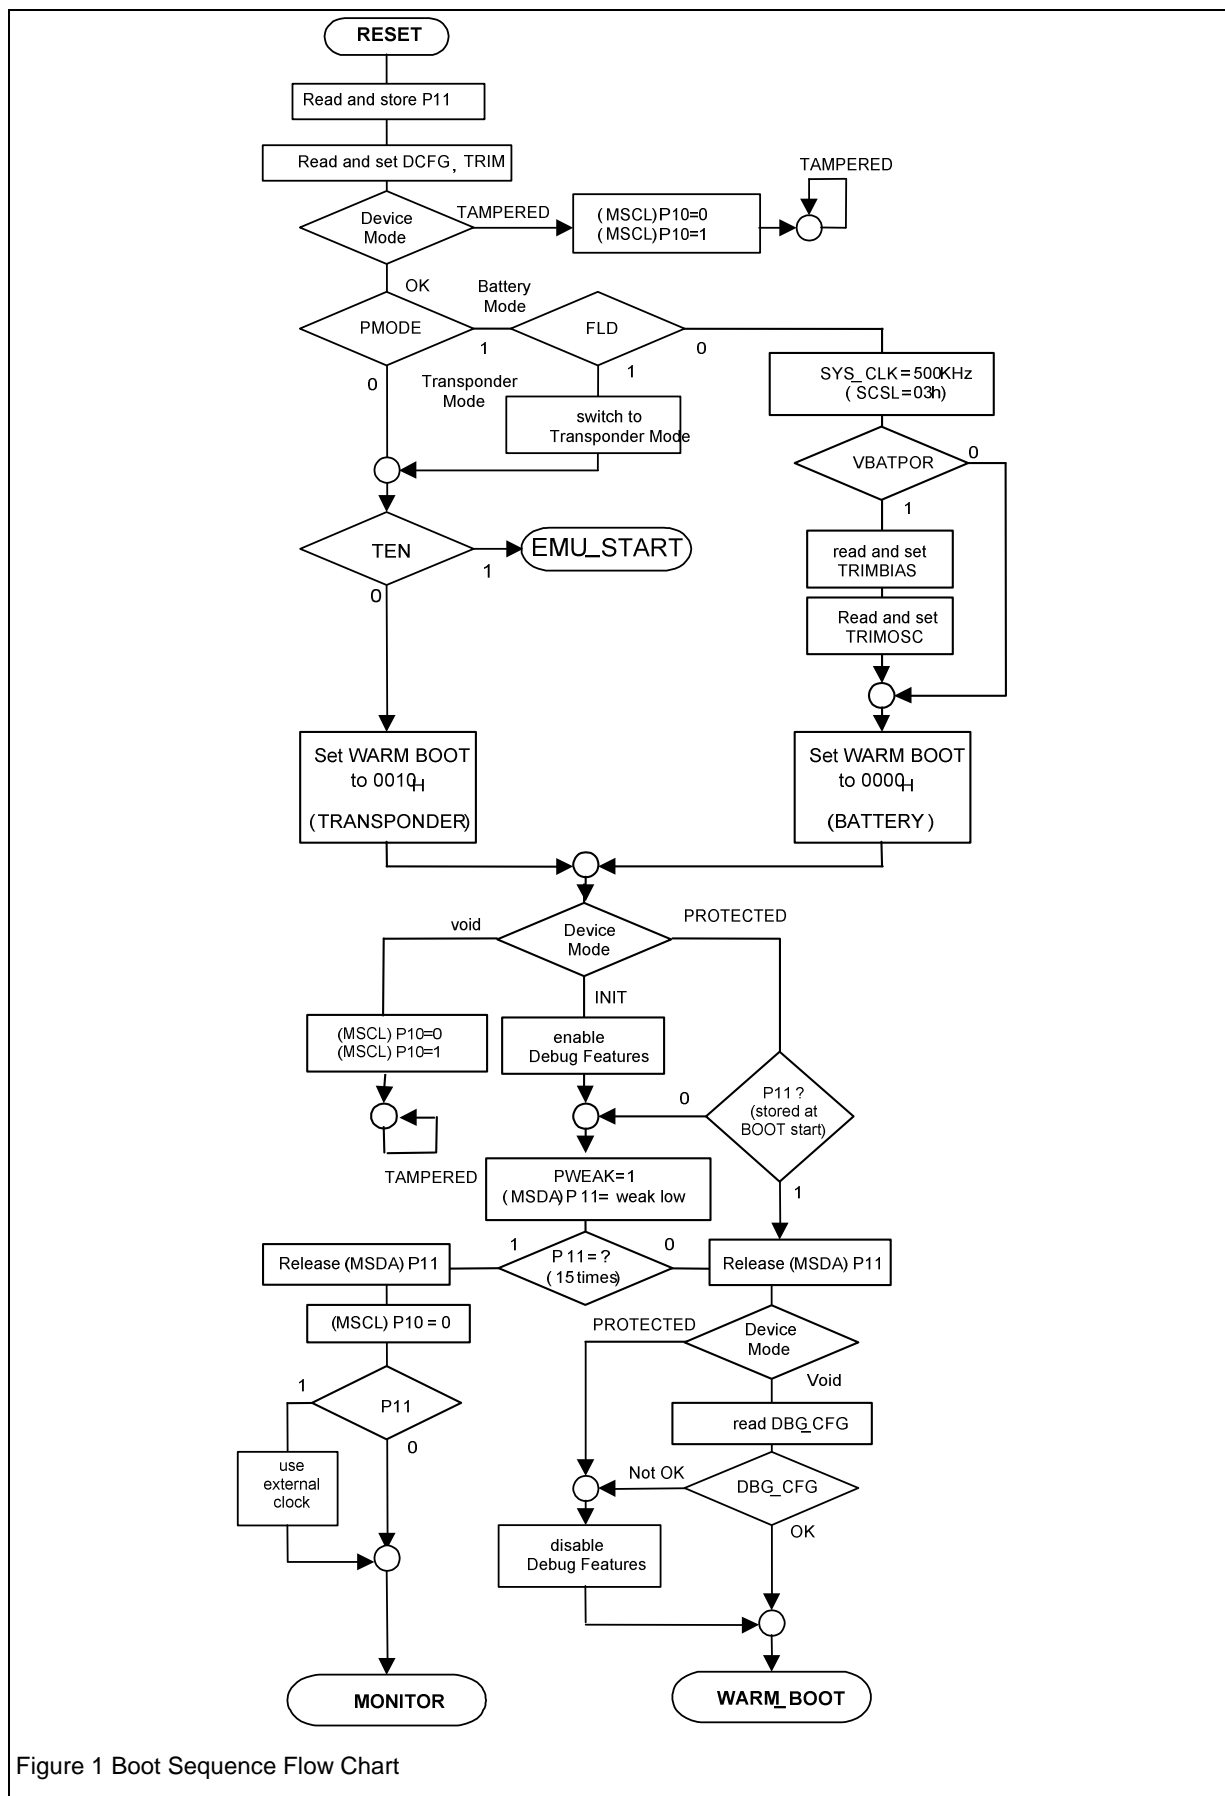 RESET
Read and store P11
Read and set DCFG, TRIM
TAMPERED
Device
Mode
TAMPERED
(MSCL)P10=0
(MSCL)P10=1
OK
Battery
Mode
PMODE
1
FLD
0
0
Transponder
Mode
1
switch to
Transponder Mode
SYS_CLK=500KHz
(SCSL=03h)
VBATPOR
0
1
read and set
TRIMBIAS
Read and set
TRIMOSC
TEN
1
EMU_START
0
Set WARM BOOT
to 0010H
(TRANSPONDER)
Set WARM BOOT
to 0000H
(BATTERY)
void
Device
Mode
PROTECTED
INIT
(MSCL) P10=0
(MSCL) P10=1
enable
Debug Features
TAMPERED
0
P11?
(stored at
BOOT start)
1
PWEAK=1
(MSDA)P11= weak low
1
P11=?
(15times)
0
Release (MSDA) P11
Release (MSDA) P11
(MSCL) P10 = 0
PROTECTED
Device
Mode
Void
1
P11
0
read DBG_CFG
use
external
clock
Not OK
DBG_CFG
OK
disable
Debug Features
MONITOR
WARM_BOOT
Figure 1 Boot Sequence Flow Chart